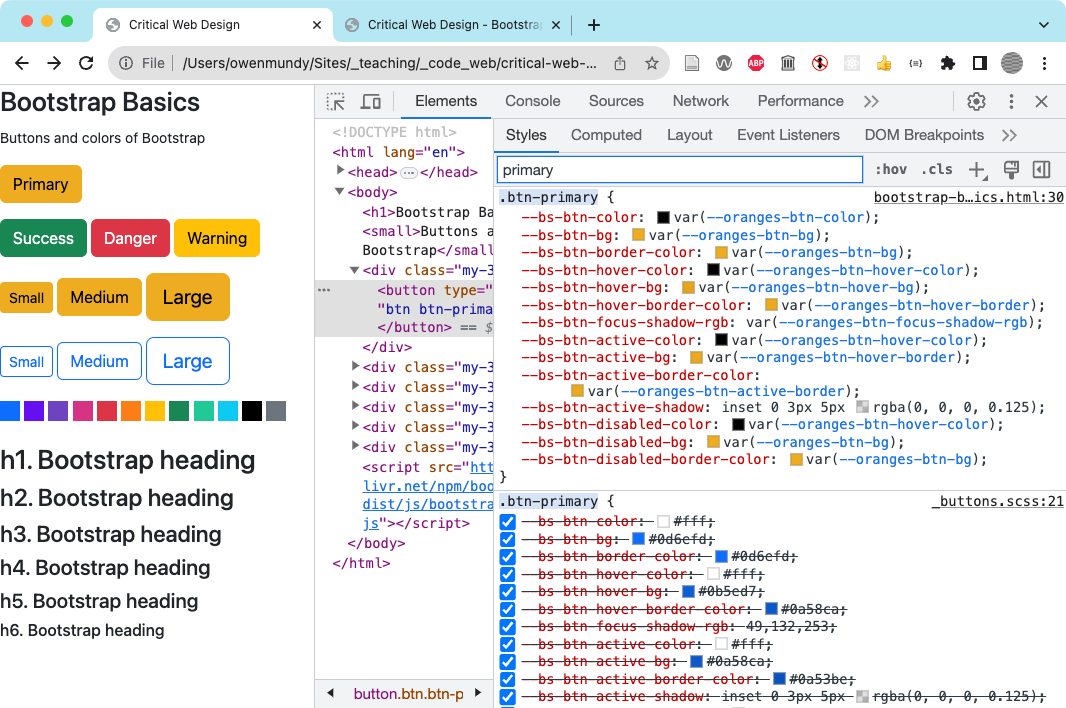 Critical Web Design
Critical Web Design - Bootstrap
File
/Users/owenmundy/Sites/_teaching/_code_web/critical-web-...
ABP
Bootstrap Basics
Buttons and colors of Bootstrap
Primary
Success Danger Warning
Small Medium Large
Small Medium Large
h1. Bootstrap heading
h2. Bootstrap heading
h3. Bootstrap heading
h4. Bootstrap heading
h5. Bootstrap heading
h6. Bootstrap heading
Elements Console Sources Network Performance
<!DOCTYPE html>
<html lang="en">
<head> ⋯ </head>
<body>
<h1>Bootstrap Ba
<small>Buttons a
Bootstrap</small
<div class="my-3
<button type="
"btn btn-prima
</button> == $
</div>
<div class="my-3
<div class="my-3
<div class="my-3
<div class="my-3
<div class="my-3
<script src="htt
livr.net/npm/boo
dist/js/bootstra
js"></script>
</body>
</html>
button.btn.btn-p
Styles Computed Layout Event Listeners DOM Breakpoints
primary
:hov .cls
.btn-primary { bootstrap-b…ics.html:30
--bs-btn-color: var(--oranges-btn-color);
--bs-btn-bg: var(--oranges-btn-bg);
--bs-btn-border-color: var(--oranges-btn-bg);
--bs-btn-hover-color: var(--oranges-btn-hover-color);
--bs-btn-hover-bg: var(--oranges-btn-hover-bg);
--bs-btn-hover-border-color: var(--oranges-btn-hover-border);
--bs-btn-focus-shadow-rgb: var(--oranges-btn-focus-shadow-rgb);
--bs-btn-active-color: var(--oranges-btn-hover-color);
--bs-btn-active-bg: var(--oranges-btn-hover-border);
--bs-btn-active-border-color:
var(--oranges-btn-active-border);
--bs-btn-active-shadow: inset 0 3px 5px rgba(0, 0, 0, 0.125);
--bs-btn-disabled-color: var(--oranges-btn-hover-color);
--bs-btn-disabled-bg: var(--oranges-btn-bg);
--bs-btn-disabled-border-color: var(--oranges-btn-bg);
}
.btn-primary { _buttons.scss:21
--bs-btn-color: #fff;
--bs-btn-bg: #0d6efd;
--bs-btn-border-color: #0d6efd;
--bs-btn-hover-color: #fff;
--bs-btn-hover-bg: #0b5ed7;
--bs-btn-hover-border-color: #0a58ca;
--bs-btn-focus-shadow-rgb: 49,132,253;
--bs-btn-active-color: #fff;
--bs-btn-active-bg: #0a58ca;
--bs-btn-active-border-color: #0a53be;
--bs-btn-active-shadow: inset 0 3px 5px rgba(0, 0, 0, 0.125);